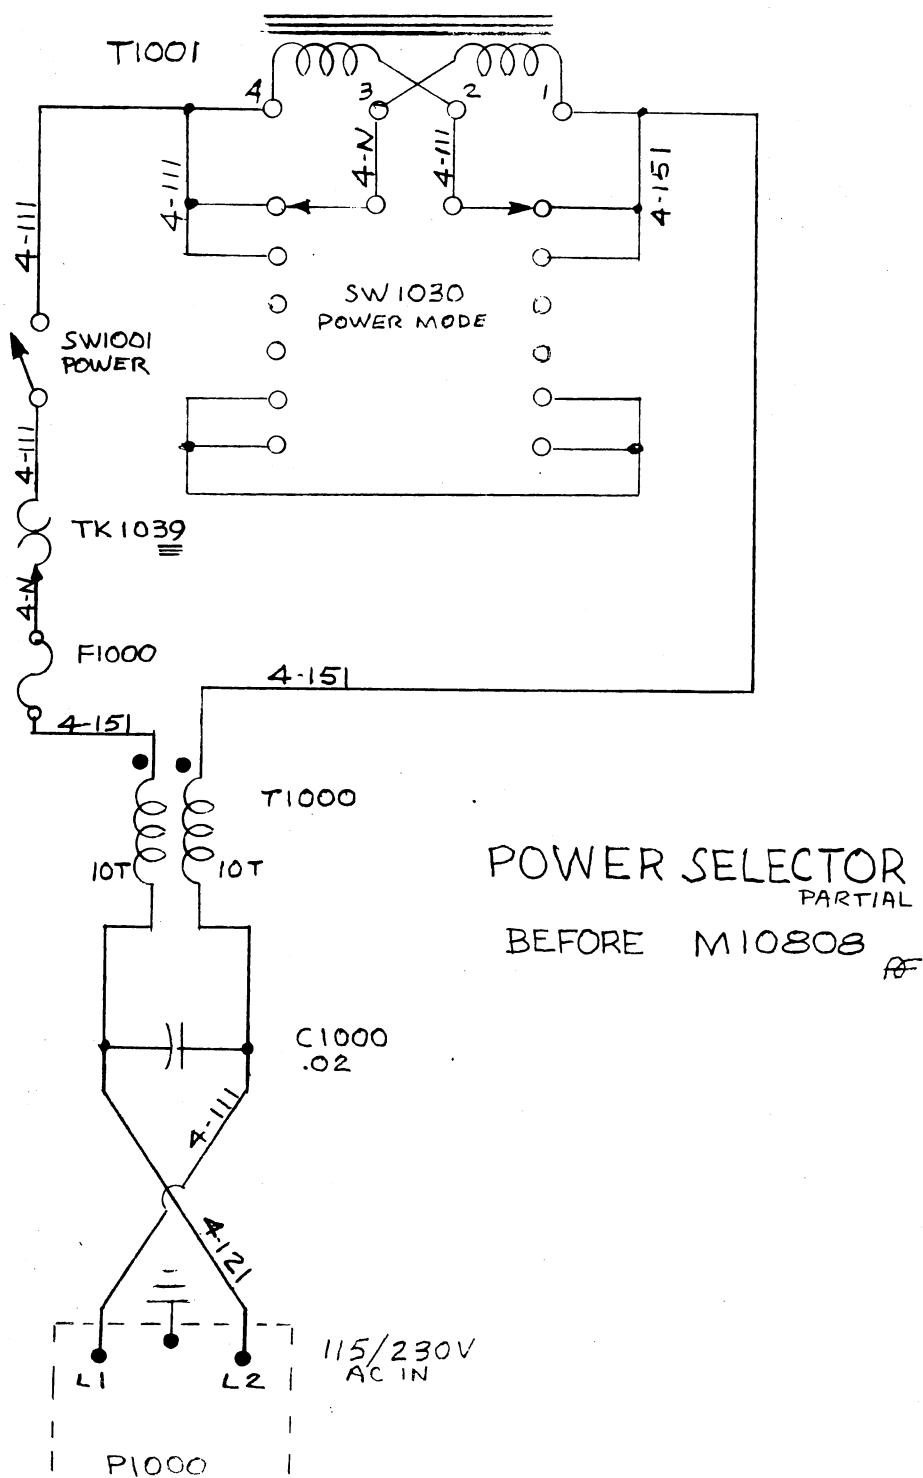 T1001
4
3
2
1
4-111
4-111
4-N
4-111
4-151
SW1030
POWER MODE
SW1001
POWER
4-111
TK1039
4-N
F1000
4-151
4-151
T1000
10T
10T
POWER SELECTOR
PARTIAL
BEFORE M10808
C1000
.02
4-111
4-121
115/230V
AC IN
L1
L2
P1000